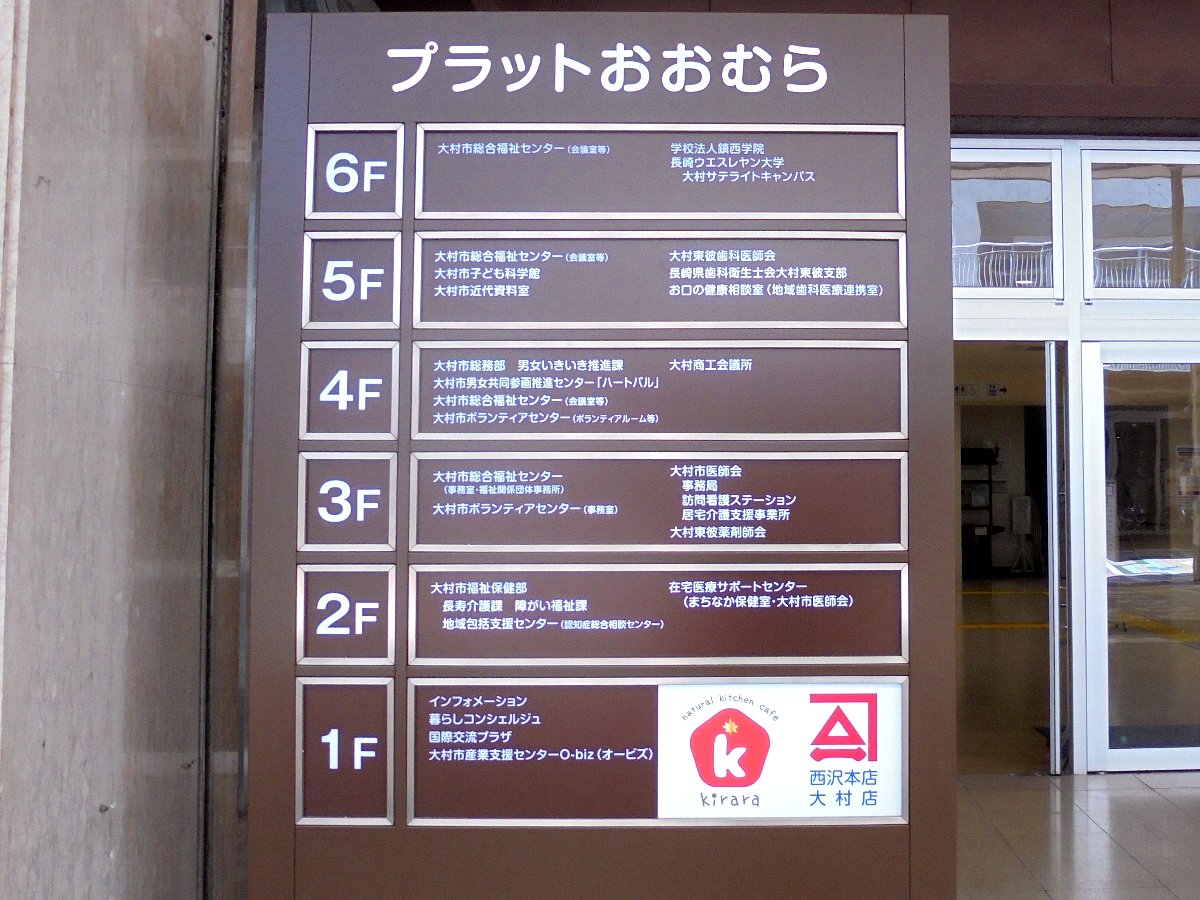 プラットおおむら
6F
大村市総合福祉センター（会議室等）
学校法人鎮西学院
長崎ウエスレヤン大学
大村サテライトキャンパス
5F
大村市総合福祉センター（会議室等）
大村市子ども科学館
大村市近代資料室
大村東彼歯科医師会
長崎県歯科衛生士会大村東彼支部
お口の健康相談室（地域歯科医療連携室）
4F
大村市総務部　男女いきいき推進課
大村市男女共同参画推進センター「ハートパル」
大村市総合福祉センター（会議室等）
大村市ボランティアセンター（ボランティアルーム等）
大村商工会議所
3F
大村市総合福祉センター
（事務室・福祉関係団体事務所）
大村市ボランティアセンター（事務室）
大村市医師会
事務局
訪問看護ステーション
居宅介護支援事業所
大村東彼薬剤師会
2F
大村市福祉保健部
長寿介護課　障がい福祉課
地域包括支援センター（認知症総合相談センター）
在宅医療サポートセンター
（まちなか保健室・大村市医師会）
1F
インフォメーション
暮らしコンシェルジュ
国際交流プラザ
大村市産業支援センターO-biz（オービズ）
natural kitchen cafe
k
kirara
西沢本店
大村店